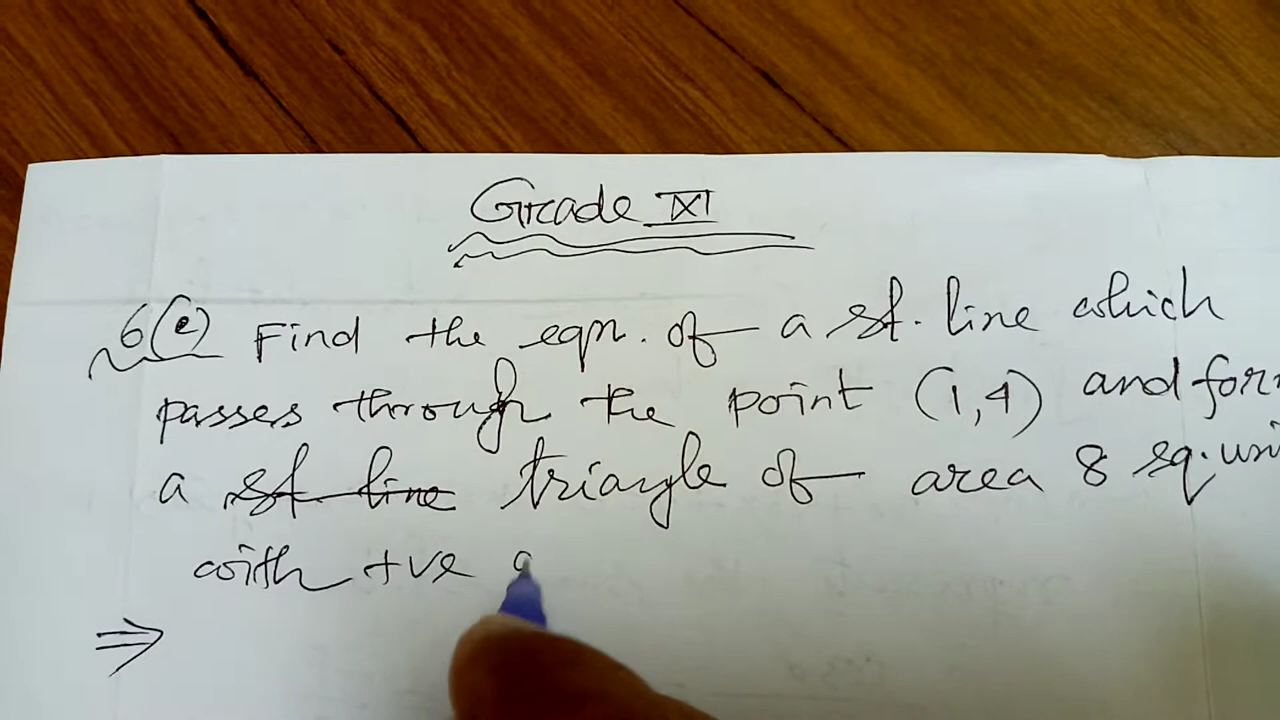 Grade XI
6(e) Find the eqn. of a st. line which
passes through the point (1,4) and for
a st. line triangle of area 8 sq. uni
with +ve a
⇒